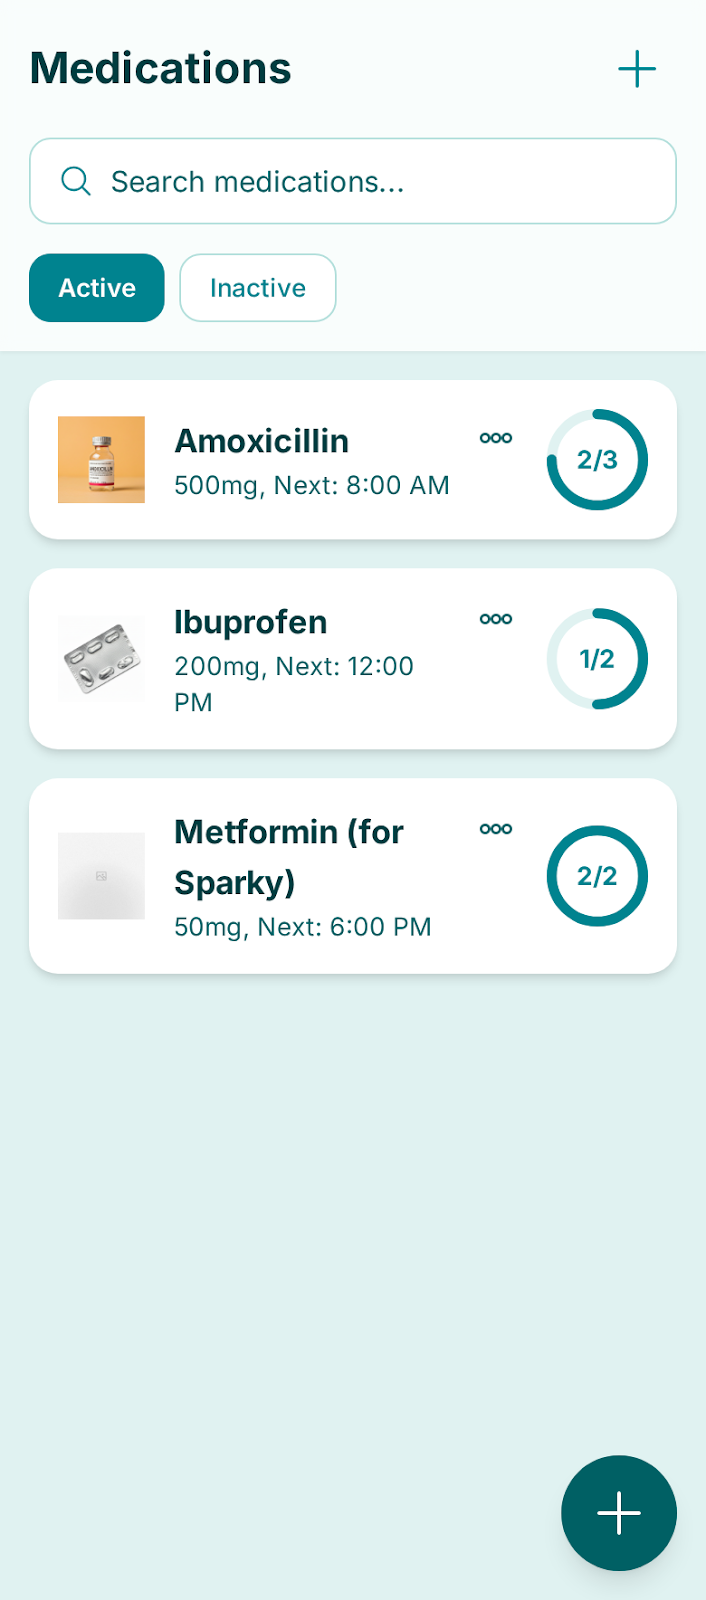 Medications
Search medications...
Active
Inactive
Amoxicillin
500mg, Next: 8:00 AM
2/3
Ibuprofen
200mg, Next: 12:00
PM
1/2
Metformin (for
Sparky)
50mg, Next: 6:00 PM
2/2